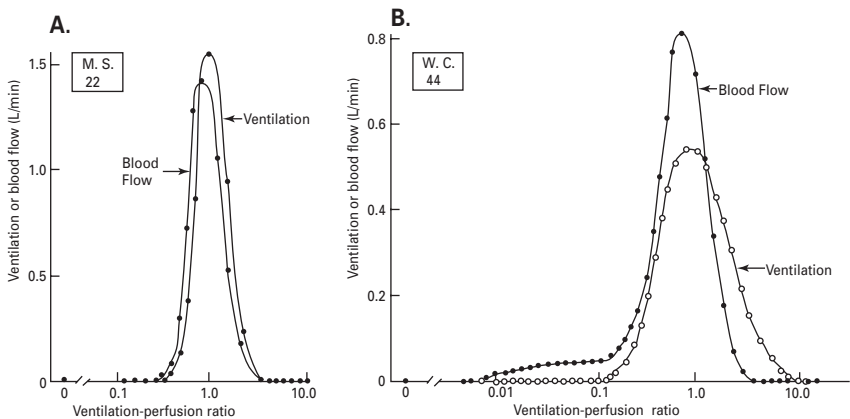 A.
M. S.
22
1.5
1.0
0.5
0
Ventilation or blood flow (L/min)
Ventilation
Blood
Flow
0
0.1
1.0
10.0
Ventilation-perfusion ratio
B.
W. C.
44
0.8
0.6
0.4
0.2
0
Ventilation or blood flow (L/min)
Blood Flow
Ventilation
0
0.01
0.1
1.0
10.0
Ventilation-perfusion ratio